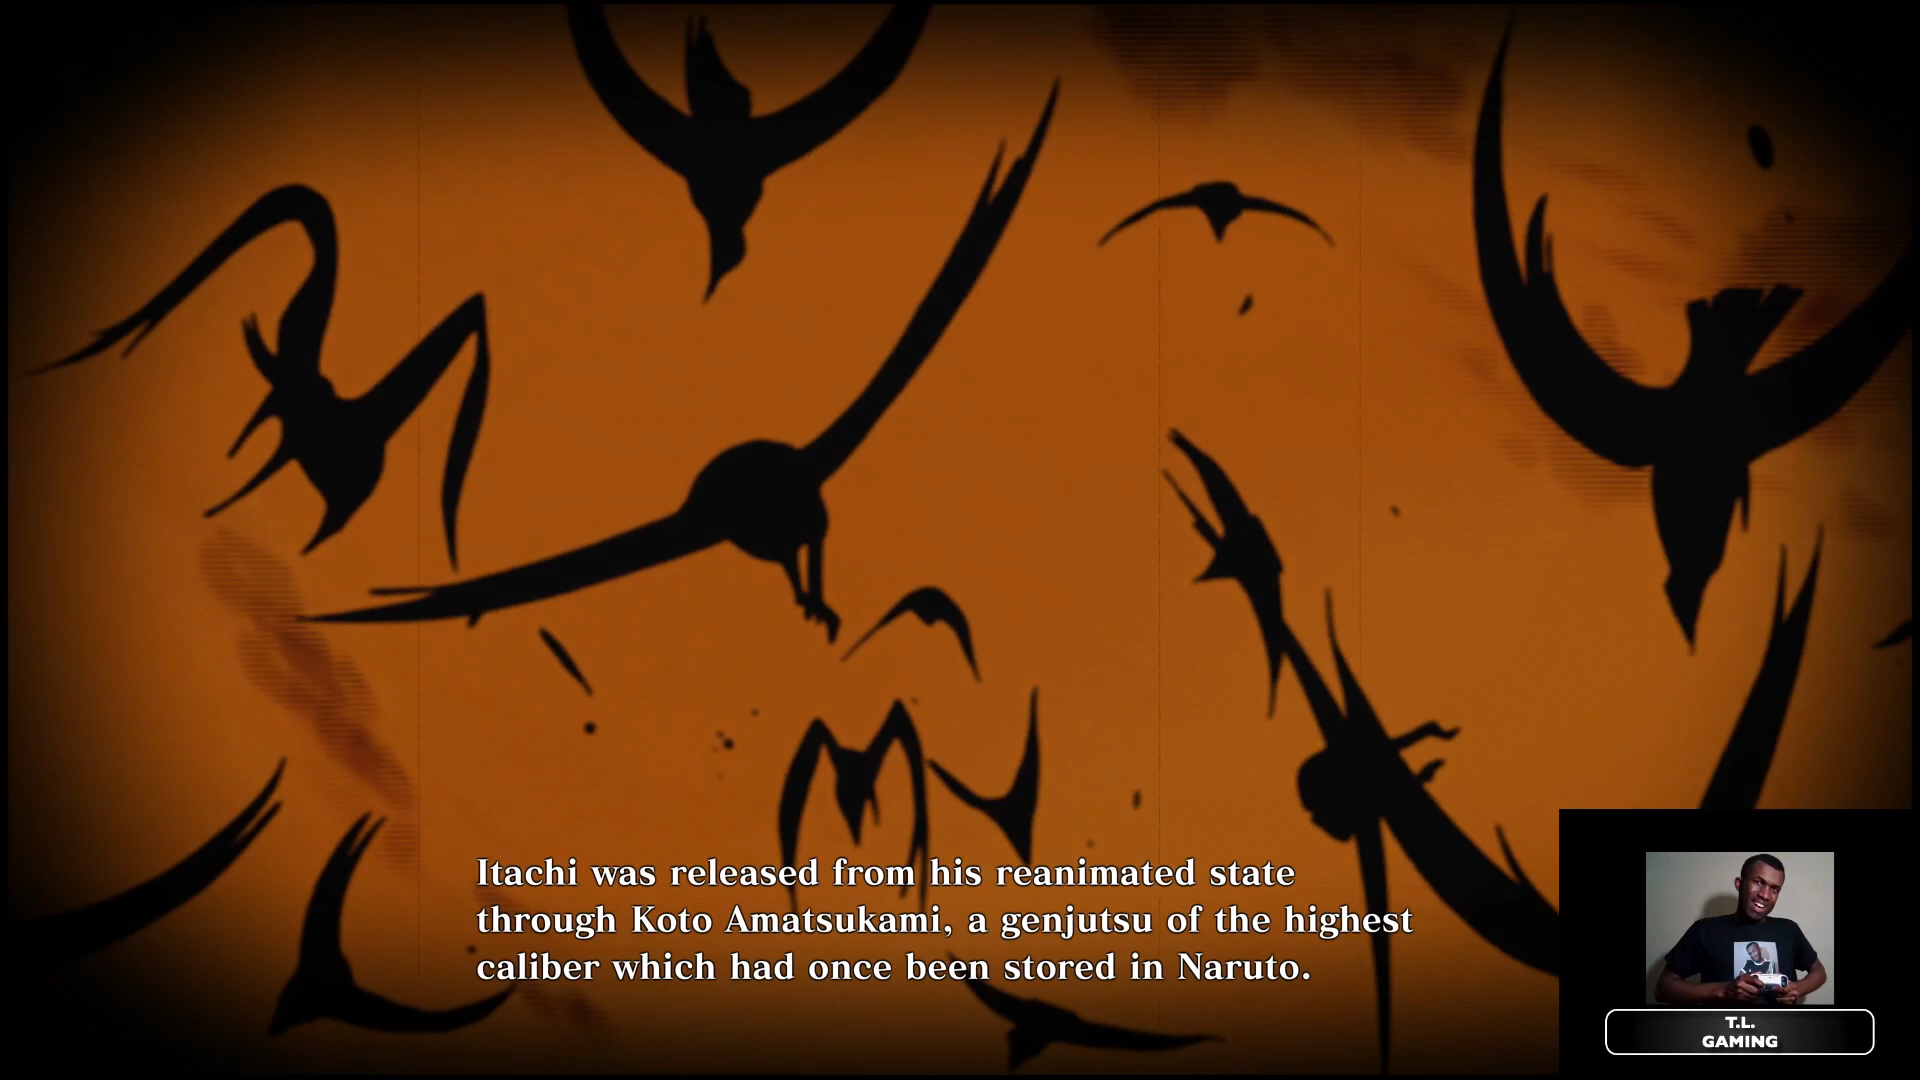 Itachi was released from his reanimated state
through Koto Amatsukami, a genjutsu of the highest
caliber which had once been stored in Naruto.
T.L.
GAMING